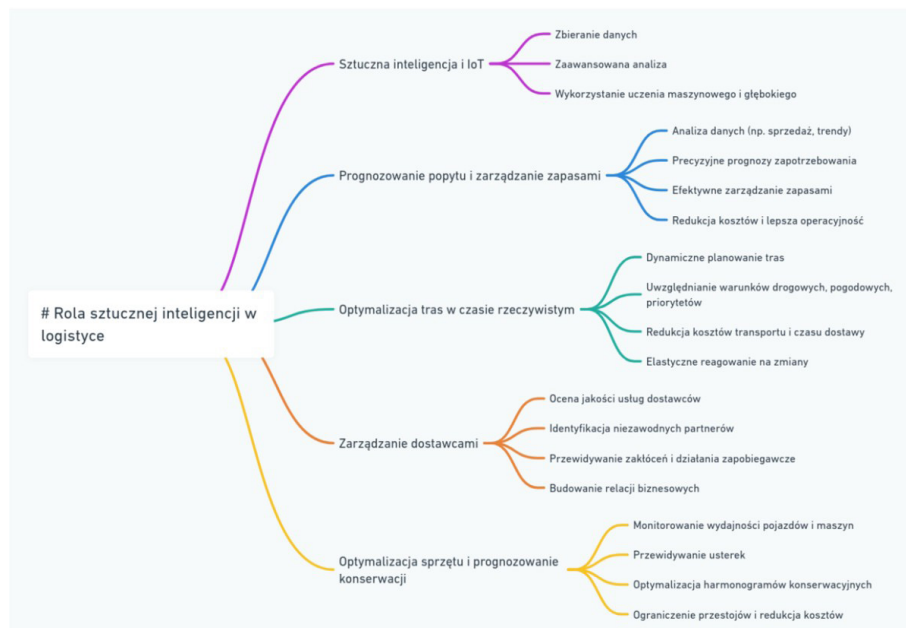 # Rola sztucznej inteligencji w
logistyce
Sztuczna inteligencja i IoT
Zbieranie danych
Zaawansowana analiza
Wykorzystanie uczenia maszynowego i głębokiego
Prognozowanie popytu i zarządzanie zapasami
Analiza danych (np. sprzedaż, trendy)
Precyzyjne prognozy zapotrzebowania
Efektywne zarządzanie zapasami
Redukcja kosztów i lepsza operacyjność
Optymalizacja tras w czasie rzeczywistym
Dynamiczne planowanie tras
Uwzględnianie warunków drogowych, pogodowych,
priorytetów
Redukcja kosztów transportu i czasu dostawy
Elastyczne reagowanie na zmiany
Zarządzanie dostawcami
Ocena jakości usług dostawców
Identyfikacja niezawodnych partnerów
Przewidywanie zakłóceń i działania zapobiegawcze
Budowanie relacji biznesowych
Optymalizacja sprzętu i prognozowanie
konserwacji
Monitorowanie wydajności pojazdów i maszyn
Przewidywanie usterek
Optymalizacja harmonogramów konserwacyjnych
Ograniczenie przestojów i redukcja kosztów